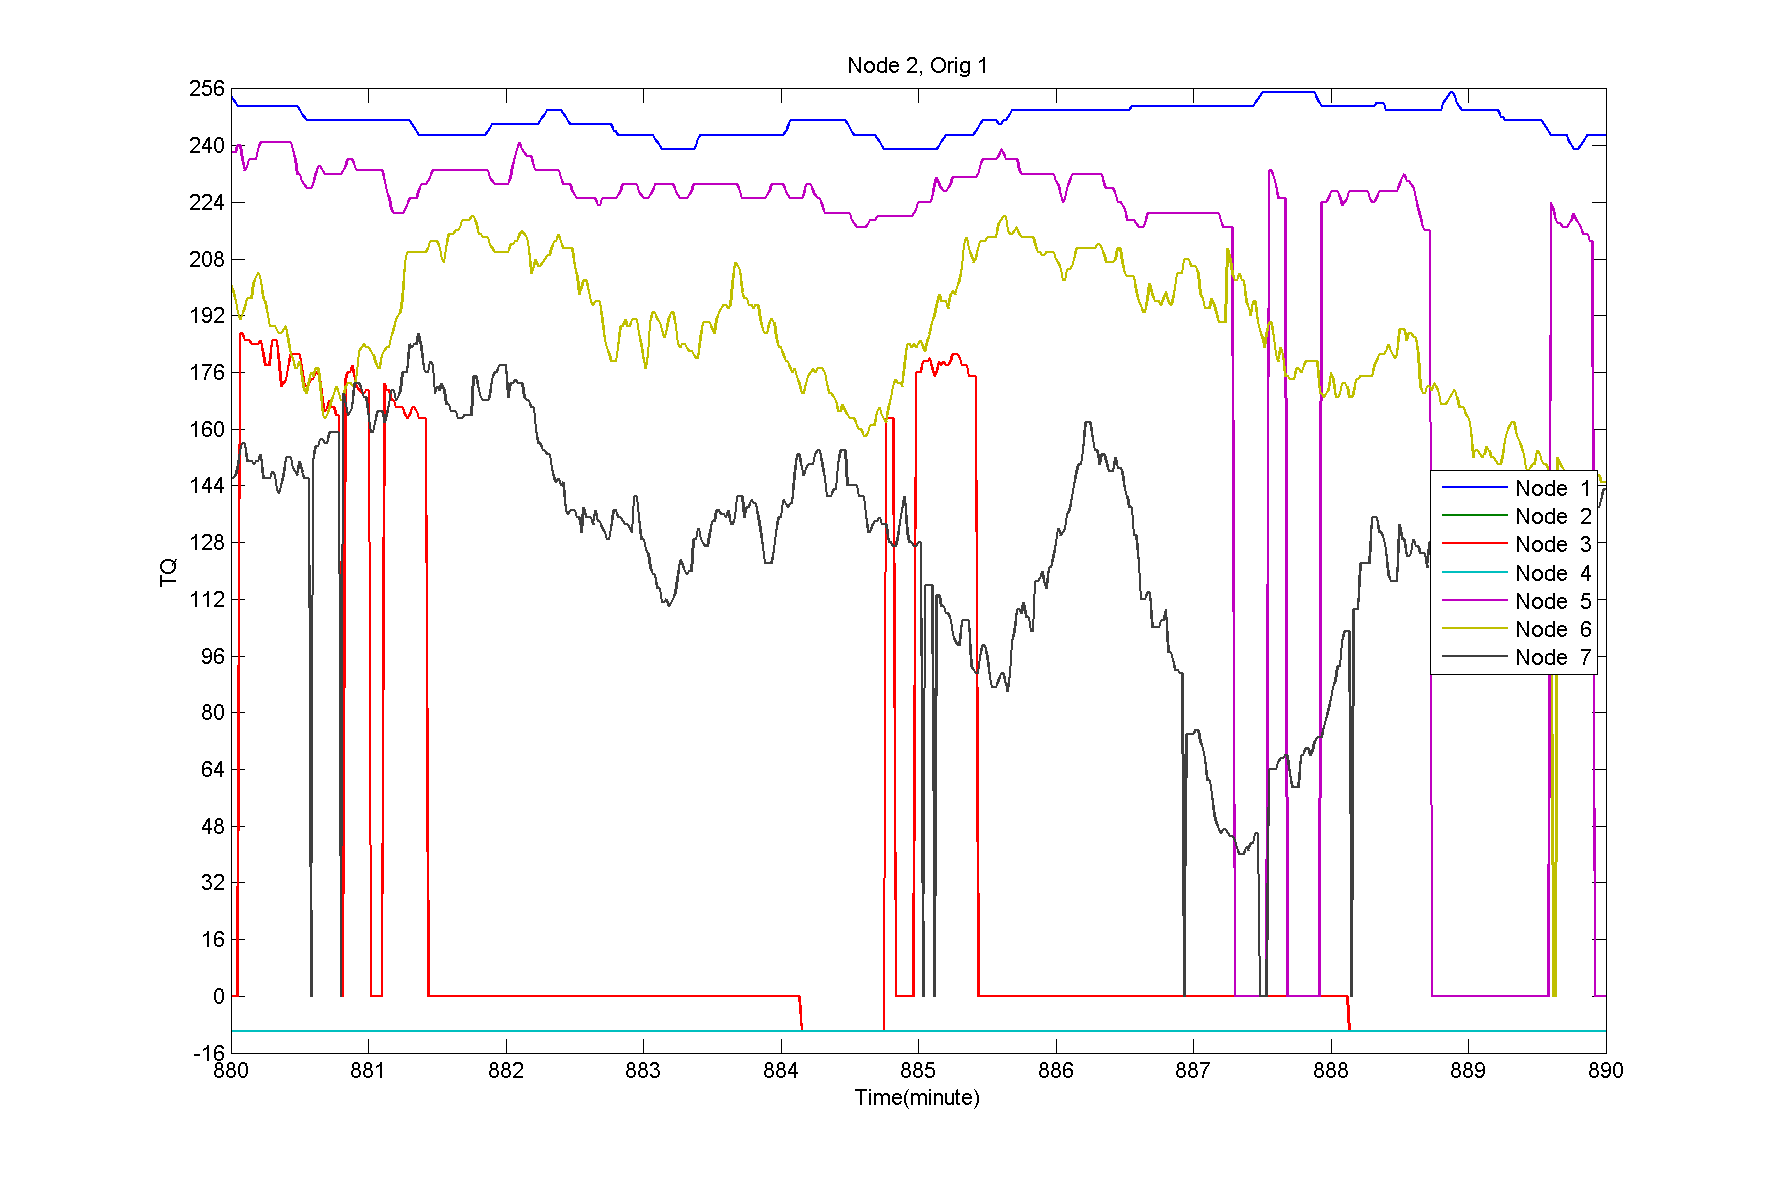 Node 2, Orig 1
256
240
224
208
192
176
160
144
128
112
96
80
64
48
32
16
0
-16
TQ
Node 1
Node 2
Node 3
Node 4
Node 5
Node 6
Node 7
880 881 882 883 884 885 886 887 888 889 890
Time(minute)